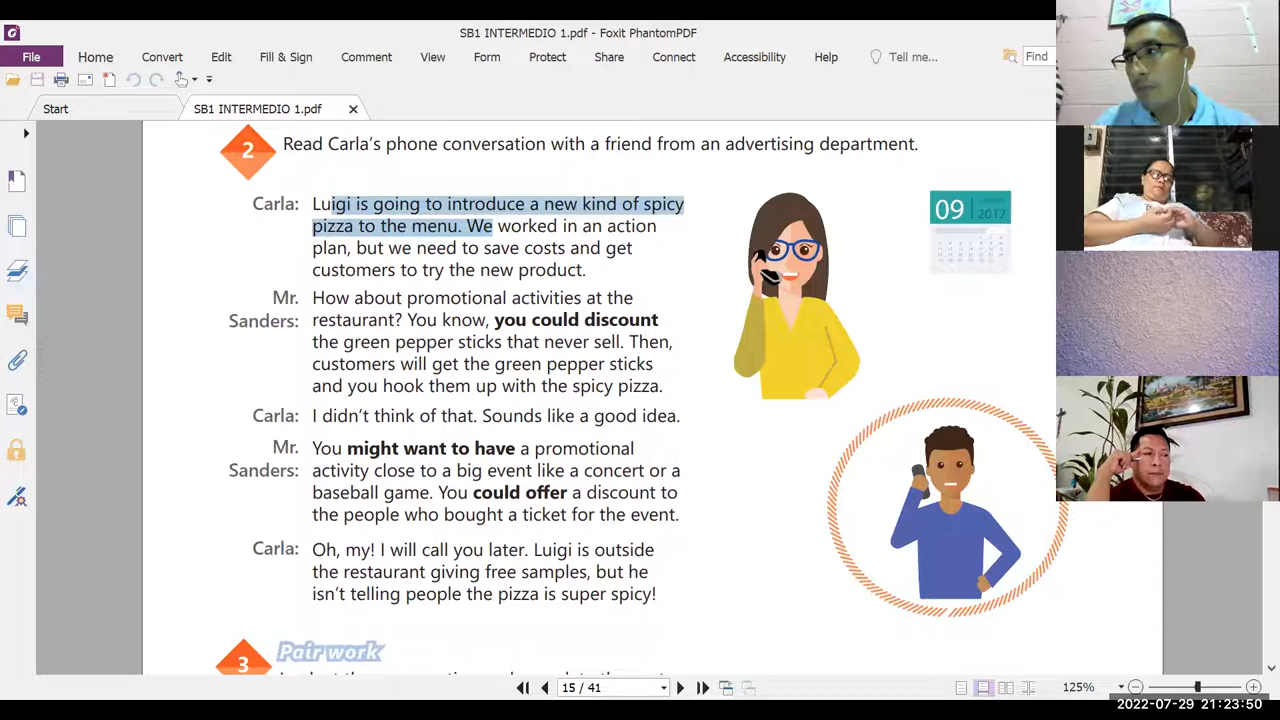 SB1 INTERMEDIO 1.pdf - Foxit PhantomPDF
File Home Convert Edit Fill & Sign Comment View Form Protect Share Connect Accessibility Help Tell me... Find
Start SB1 INTERMEDIO 1.pdf
2 Read Carla's phone conversation with a friend from an advertising department.
Carla: Luigi is going to introduce a new kind of spicy
pizza to the menu. We worked in an action
plan, but we need to save costs and get
customers to try the new product.
Mr. How about promotional activities at the
Sanders: restaurant? You know, you could discount
the green pepper sticks that never sell. Then,
customers will get the green pepper sticks
and you hook them up with the spicy pizza.
Carla: I didn't think of that. Sounds like a good idea.
Mr. You might want to have a promotional
Sanders: activity close to a big event like a concert or a
baseball game. You could offer a discount to
the people who bought a ticket for the event.
Carla: Oh, my! I will call you later. Luigi is outside
the restaurant giving free samples, but he
isn't telling people the pizza is super spicy!
09 2017
3 Pair work
15 / 41
125%
2022-07-29 21:23:50